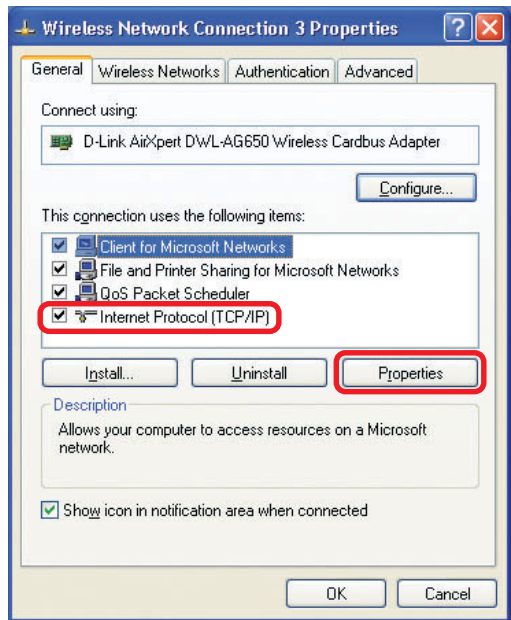 Wireless Network Connection 3 Properties
General Wireless Networks Authentication Advanced
Connect using:
D-Link AirXpert DWL-AG650 Wireless Cardbus Adapter
Configure...
This connection uses the following items:
Client for Microsoft Networks
File and Printer Sharing for Microsoft Networks
QoS Packet Scheduler
Internet Protocol (TCP/IP)
Install... Uninstall Properties
Description
Allows your computer to access resources on a Microsoft
network.
Show icon in notification area when connected
OK Cancel